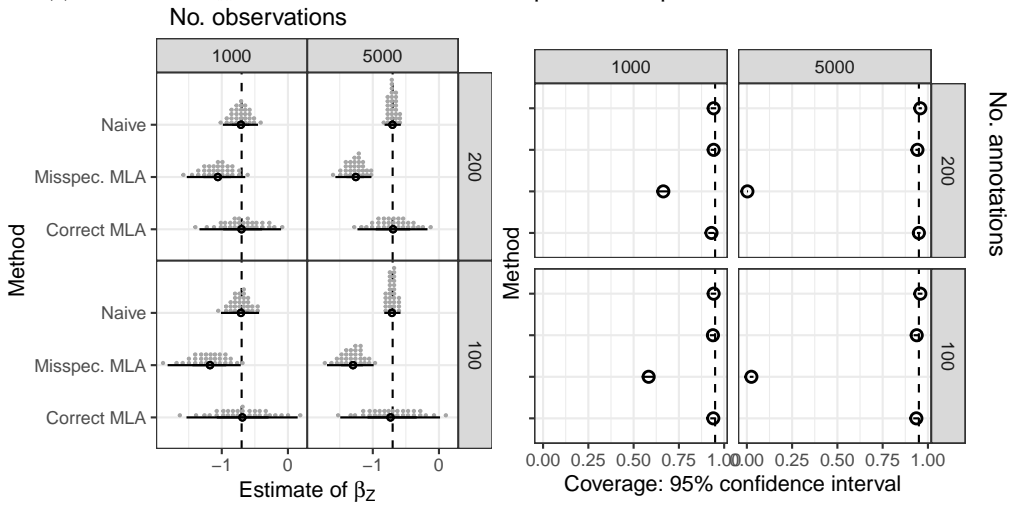 No. observations
1000
5000
Naive
Misspec. MLA
Correct MLA
200
Naive
Misspec. MLA
Correct MLA
100
Method
−1
0
−1
0
Estimate of βZ
1000
5000
200
100
No. annotations
Method
0.00
0.25
0.50
0.75
1.00
0.00
0.25
0.50
0.75
1.00
Coverage: 95% confidence interval